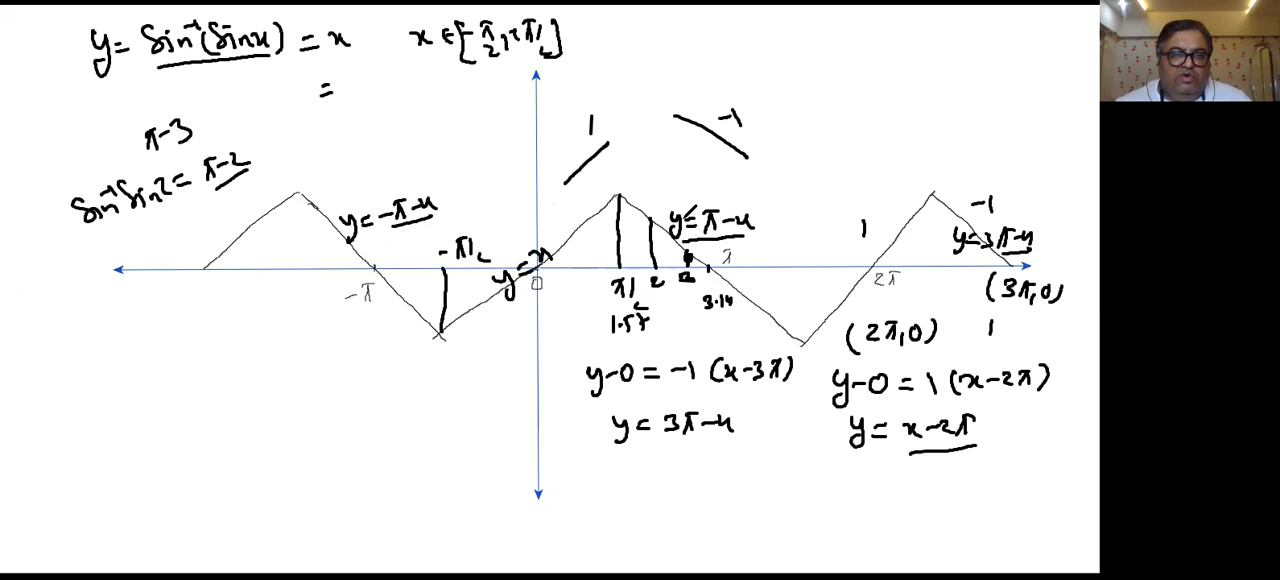 y = sin⁻¹(sin x) = x    x ∈ [-π/2, π/2]
=
π-3
sin⁻¹ sin 2 = π-2
1
-1
y = -π-x
-π/2
y = x
0
y = π-x
π
1
-1
y = 3π-x
-π
π/2
2
3.14
1.57
2π
(3π,0)
(2π,0)
1
y-0 = -1 (x-3π)
y-0 = 1 (x-2π)
y = 3π-x
y = x-2π